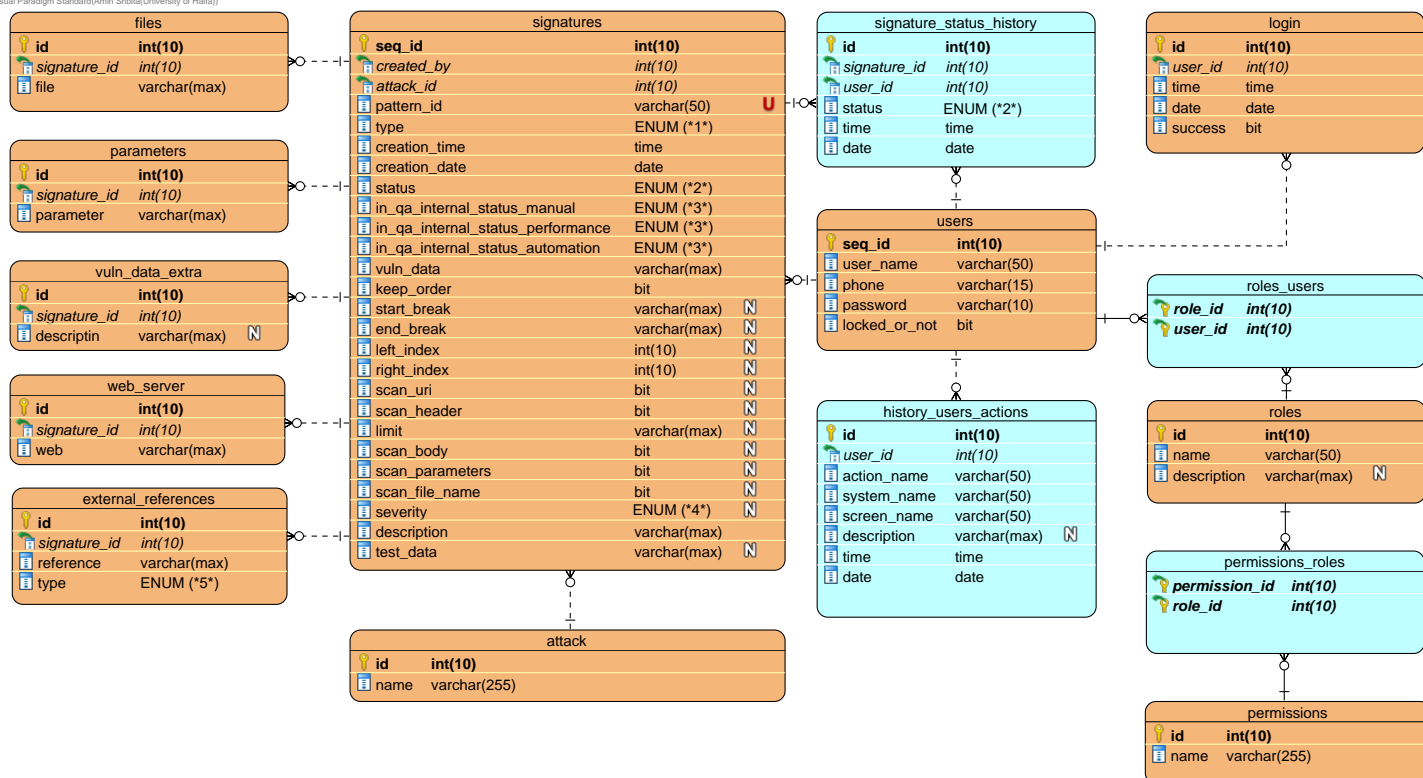 Visual Paradigm Standard(Amin Shbita(University of Haifa))
files
id int(10)
signature_id int(10)
file varchar(max)
parameters
id int(10)
signature_id int(10)
parameter varchar(max)
vuln_data_extra
id int(10)
signature_id int(10)
descriptin varchar(max) N
web_server
id int(10)
signature_id int(10)
web varchar(max)
external_references
id int(10)
signature_id int(10)
reference varchar(max)
type ENUM (*5*)
signatures
seq_id int(10)
created_by int(10)
attack_id int(10)
pattern_id varchar(50) U
type ENUM (*1*)
creation_time time
creation_date date
status ENUM (*2*)
in_qa_internal_status_manual ENUM (*3*)
in_qa_internal_status_performance ENUM (*3*)
in_qa_internal_status_automation ENUM (*3*)
vuln_data varchar(max)
keep_order bit
start_break varchar(max) N
end_break varchar(max) N
left_index int(10) N
right_index int(10) N
scan_uri bit N
scan_header bit N
limit varchar(max) N
scan_body bit N
scan_parameters bit N
scan_file_name bit N
severity ENUM (*4*) N
description varchar(max)
test_data varchar(max) N
attack
id int(10)
name varchar(255)
signature_status_history
id int(10)
signature_id int(10)
user_id int(10)
status ENUM (*2*)
time time
date date
users
seq_id int(10)
user_name varchar(50)
phone varchar(15)
password varchar(10)
locked_or_not bit
history_users_actions
id int(10)
user_id int(10)
action_name varchar(50)
system_name varchar(50)
screen_name varchar(50)
description varchar(max) N
time time
date date
login
id int(10)
user_id int(10)
time time
date date
success bit
roles_users
role_id int(10)
user_id int(10)
roles
id int(10)
name varchar(50)
description varchar(max) N
permissions_roles
permission_id int(10)
role_id int(10)
permissions
id int(10)
name varchar(255)